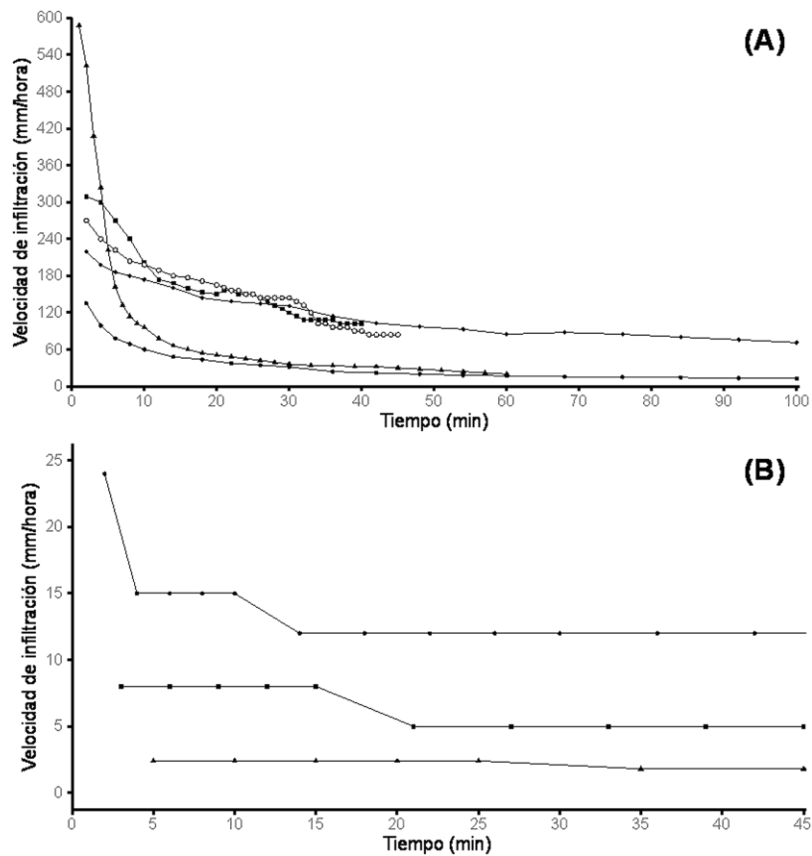 (A)
Velocidad de infiltración (mm/hora)
600
540
480
420
360
300
240
180
120
60
0
0 10 20 30 40 50 60 70 80 90 100
Tiempo (min)
(B)
Velocidad de infiltración (mm/hora)
25
20
15
10
5
0
0 5 10 15 20 25 30 35 40 45
Tiempo (min)